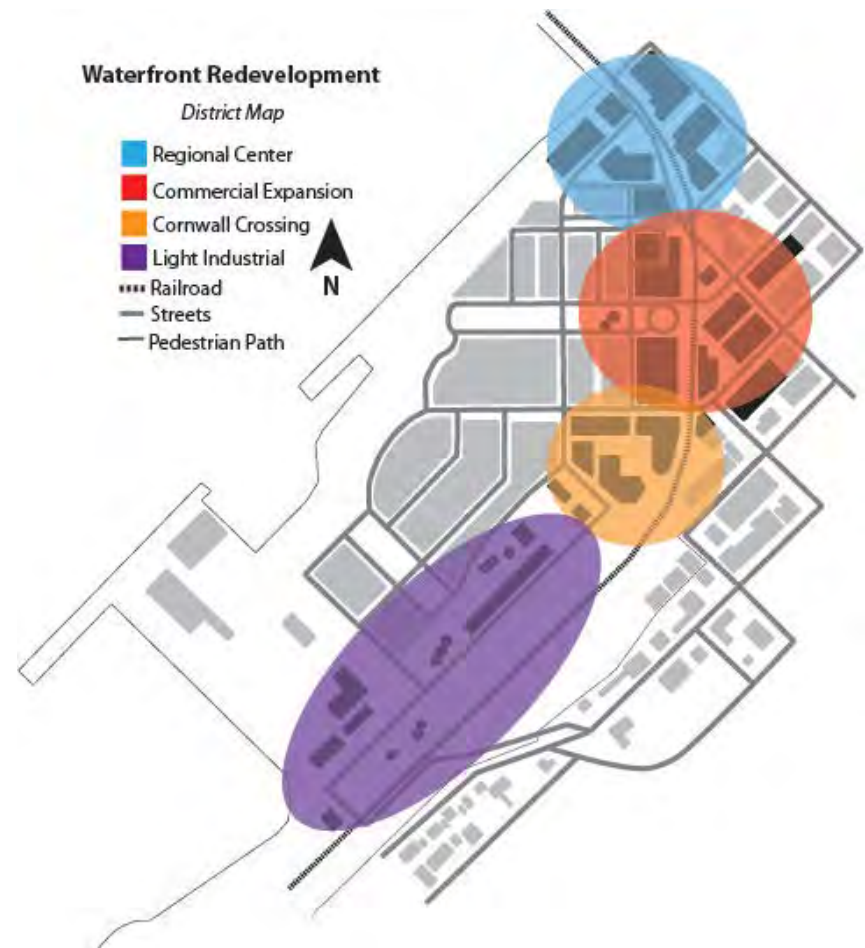 Waterfront Redevelopment
District Map
Regional Center
Commercial Expansion
Cornwall Crossing
Light Industrial
Railroad
Streets
Pedestrian Path
N